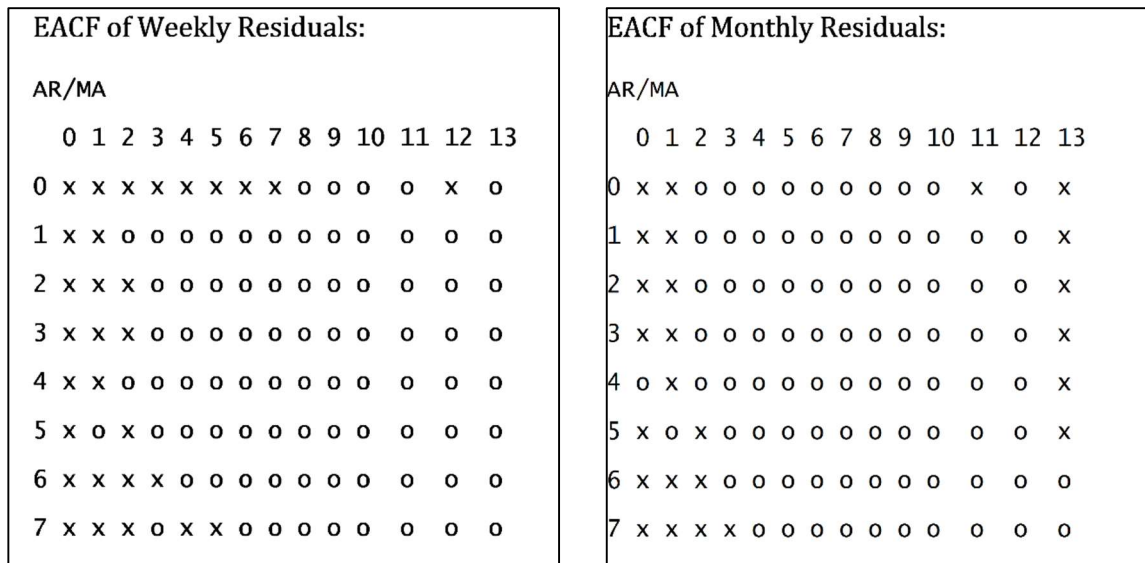 EACF of Weekly Residuals:
AR/MA
0 1 2 3 4 5 6 7 8 9 10 11 12 13
0 x x x x x x x x o o o o x o
1 x x o o o o o o o o o o o o
2 x x x o o o o o o o o o o o
3 x x x o o o o o o o o o o o
4 x x o o o o o o o o o o o o
5 x o x o o o o o o o o o o o
6 x x x x o o o o o o o o o o
7 x x x o x x o o o o o o o o
EACF of Monthly Residuals:
AR/MA
0 1 2 3 4 5 6 7 8 9 10 11 12 13
0 x x o o o o o o o o o x o x
1 x x o o o o o o o o o o o x
2 x x o o o o o o o o o o o x
3 x x o o o o o o o o o o o x
4 o x o o o o o o o o o o o x
5 x o x o o o o o o o o o o x
6 x x x o o o o o o o o o o o
7 x x x x o o o o o o o o o o